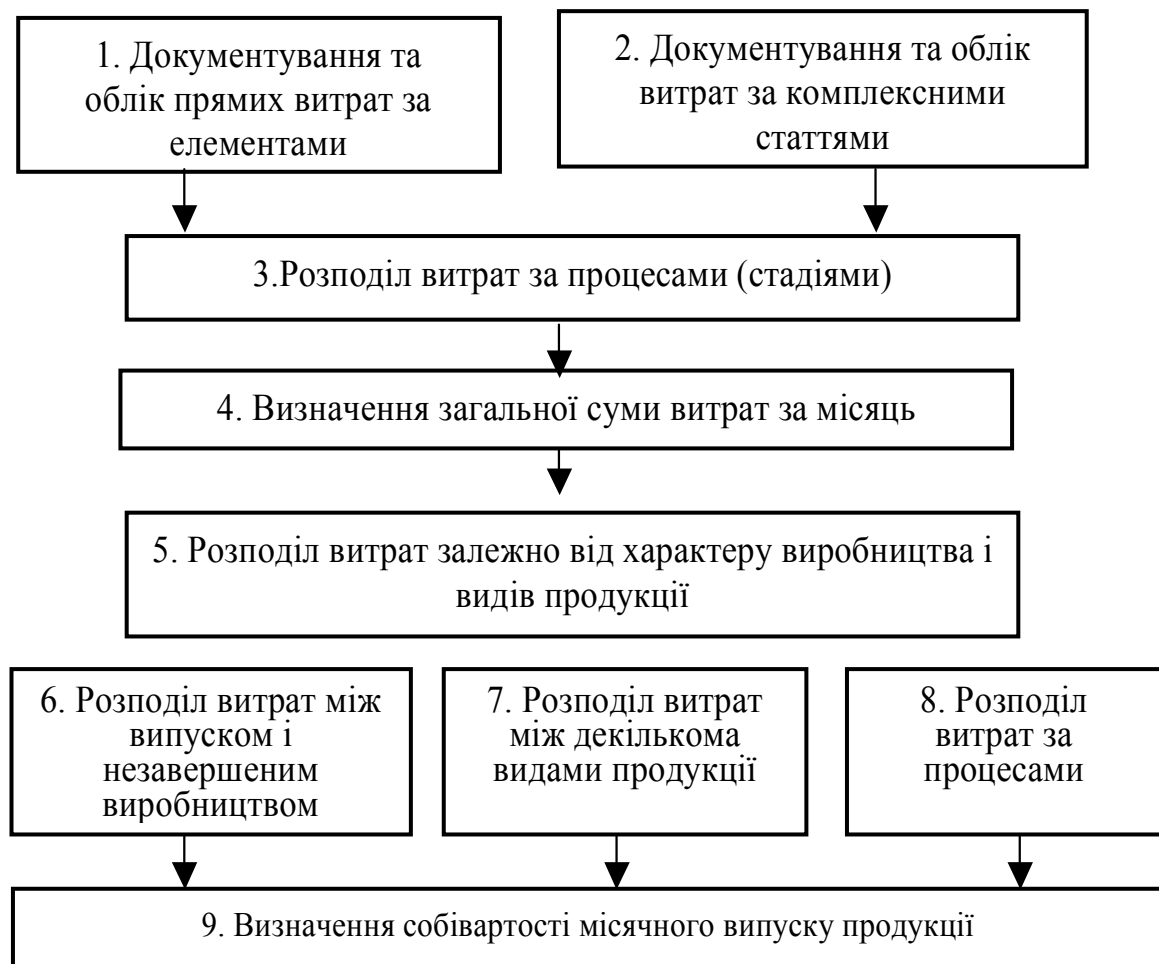 1. Документування та
облік прямих витрат за
елементами
2. Документування та облік
витрат за комплексними
статтями
3.Розподіл витрат за процесами (стадіями)
4. Визначення загальної суми витрат за місяць
5. Розподіл витрат залежно від характеру виробництва і
видів продукції
6. Розподіл витрат між
випуском і
незавершеним
виробництвом
7. Розподіл витрат
між декількома
видами продукції
8. Розподіл
витрат за
процесами
9. Визначення собівартості місячного випуску продукції